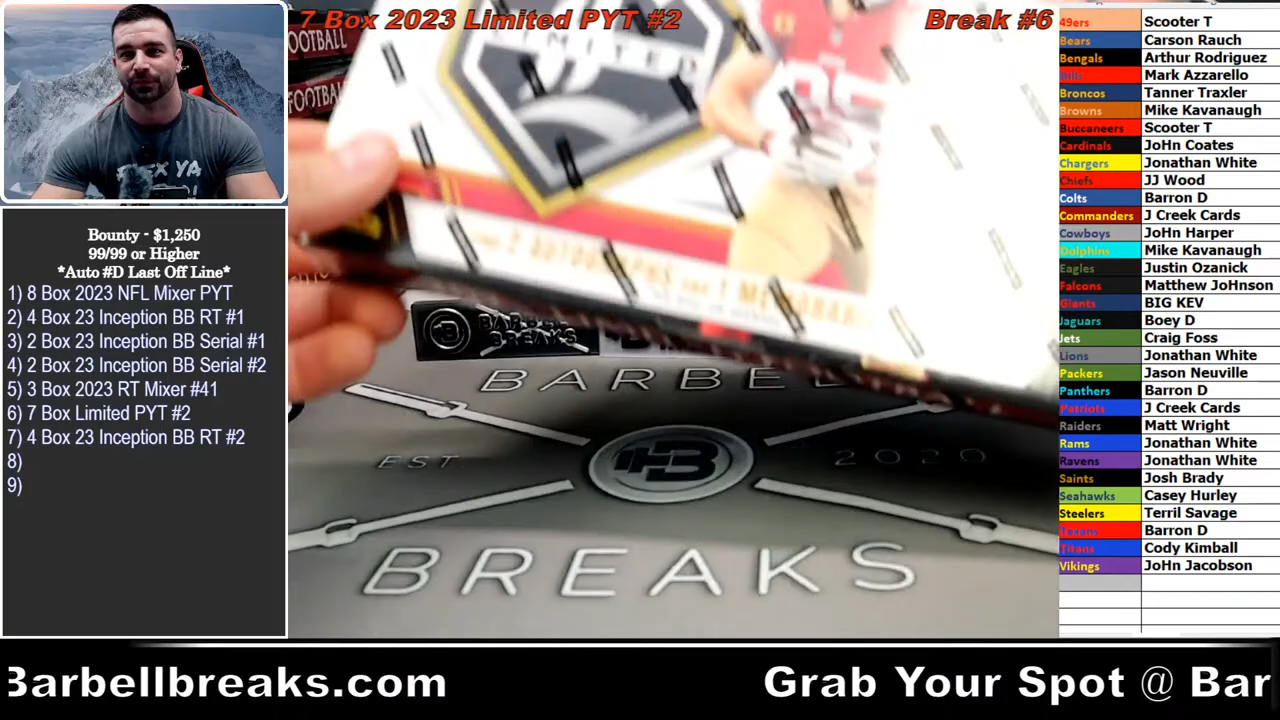 7 Box 2023 Limited PYT #2
Break #6
FOOTBALL
FOOTBALL
Bounty - $1,250
99/99 or Higher
*Auto #D Last Off Line*
1) 8 Box 2023 NFL Mixer PYT
2) 4 Box 23 Inception BB RT #1
3) 2 Box 23 Inception BB Serial #1
4) 2 Box 23 Inception BB Serial #2
5) 3 Box 2023 RT Mixer #41
6) 7 Box Limited PYT #2
7) 4 Box 23 Inception BB RT #2
8)
9)
49ers Scooter T
Bears Carson Rauch
Bengals Arthur Rodriguez
Bills Mark Azzarello
Broncos Tanner Traxler
Browns Mike Kavanaugh
Buccaneers Scooter T
Cardinals JoHn Coates
Chargers Jonathan White
Chiefs JJ Wood
Colts Barron D
Commanders J Creek Cards
Cowboys JoHn Harper
Dolphins Mike Kavanaugh
Eagles Justin Ozanick
Falcons Matthew JoHnson
Giants BIG KEV
Jaguars Boey D
Jets Craig Foss
Lions Jonathan White
Packers Jason Neuville
Panthers Barron D
Patriots J Creek Cards
Raiders Matt Wright
Rams Jonathan White
Ravens Jonathan White
Saints Josh Brady
Seahawks Casey Hurley
Steelers Terril Savage
Texans Barron D
Titans Cody Kimball
Vikings JoHn Jacobson
BARBELL
BREAKS
BARBE
EST
2020
BREAKS
Barbellbreaks.com
Grab Your Spot @ Bar